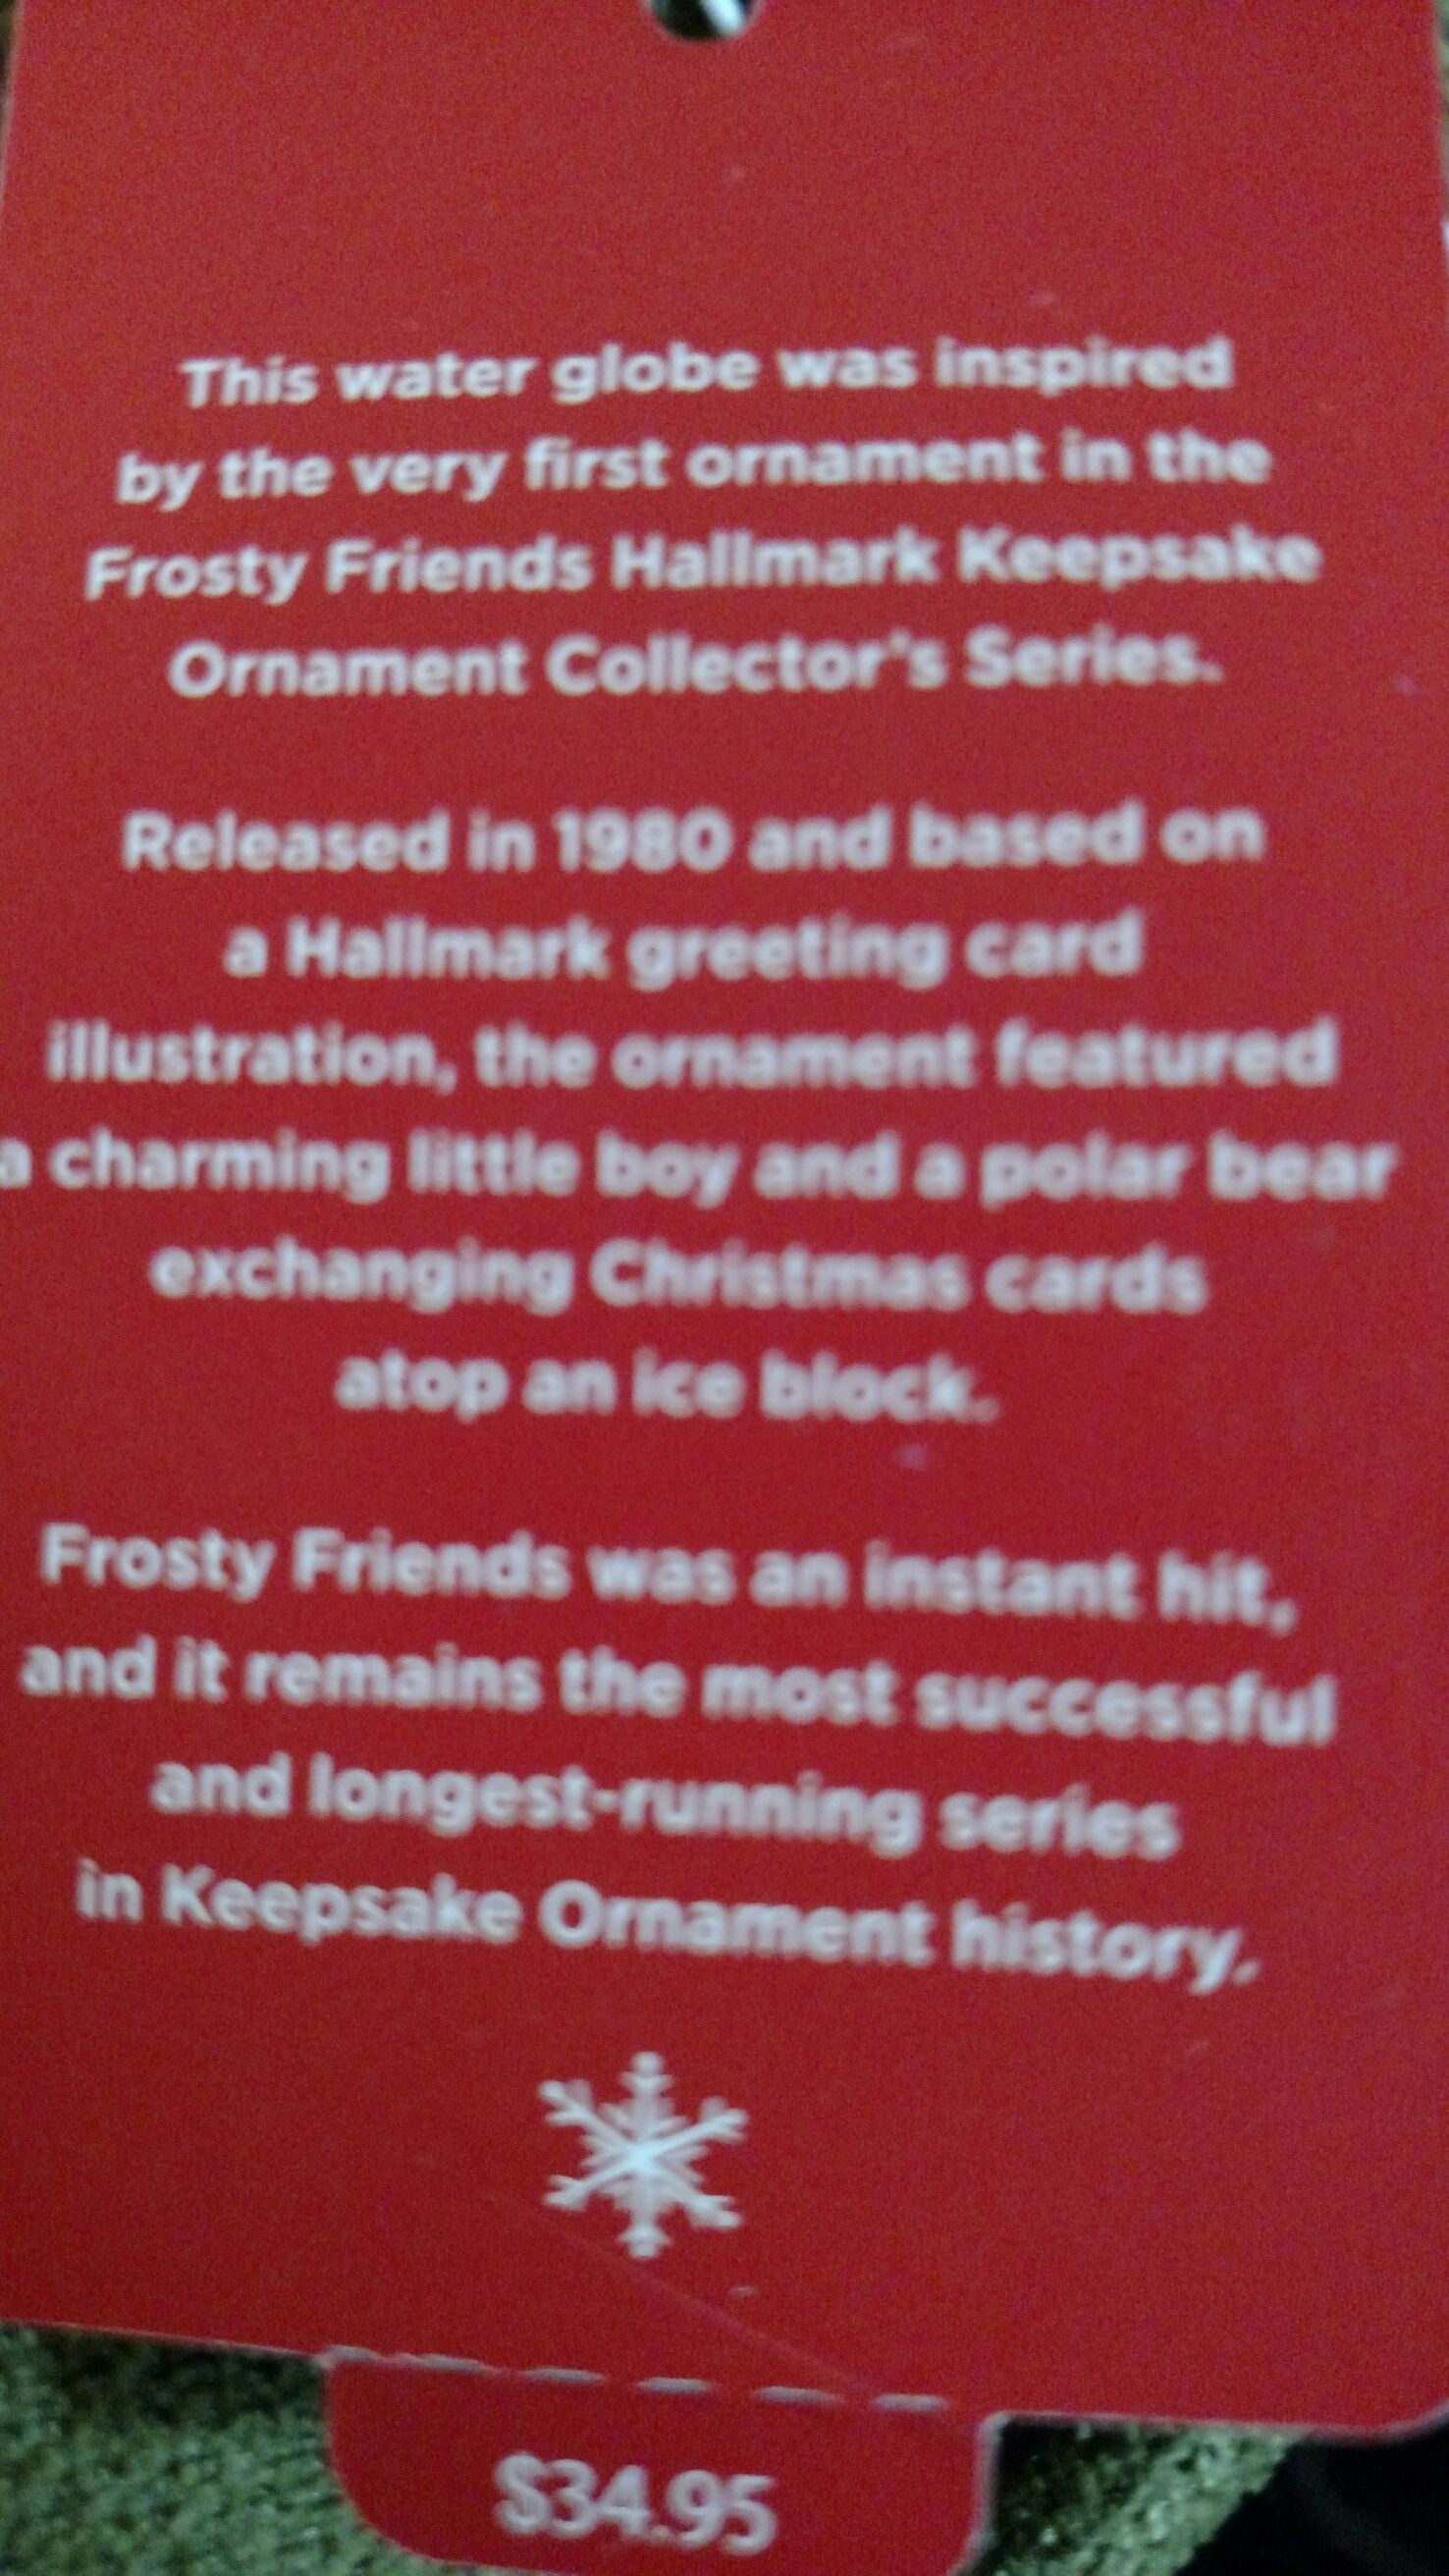 This water globe was inspired
by the very first ornament in the
Frosty Friends Hallmark Keepsake
Ornament Collector's Series.
Released in 1980 and based on
a Hallmark greeting card
illustration, the ornament featured
a charming little boy and a polar bear
exchanging Christmas cards
atop an ice block.
Frosty Friends was an instant hit,
and it remains the most successful
and longest-running series
in Keepsake Ornament history.
$34.95